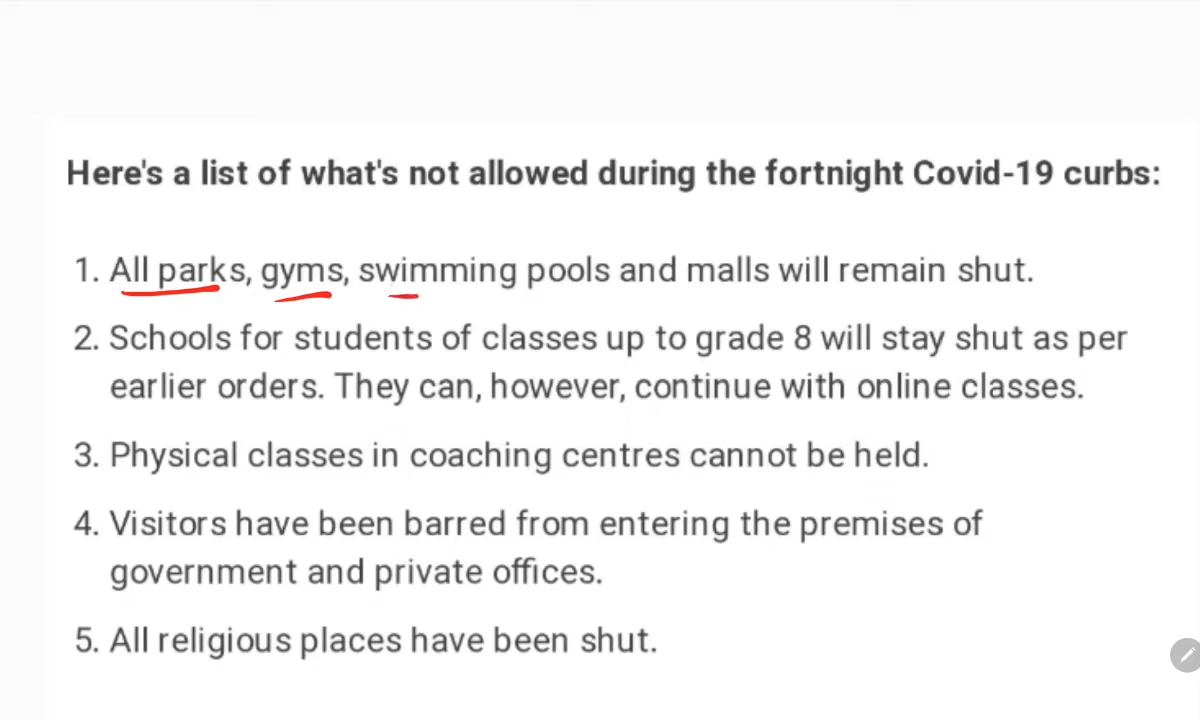 Here's a list of what's not allowed during the fortnight Covid-19 curbs:
1. All parks, gyms, swimming pools and malls will remain shut.
2. Schools for students of classes up to grade 8 will stay shut as per
earlier orders. They can, however, continue with online classes.
3. Physical classes in coaching centres cannot be held.
4. Visitors have been barred from entering the premises of
government and private offices.
5. All religious places have been shut.